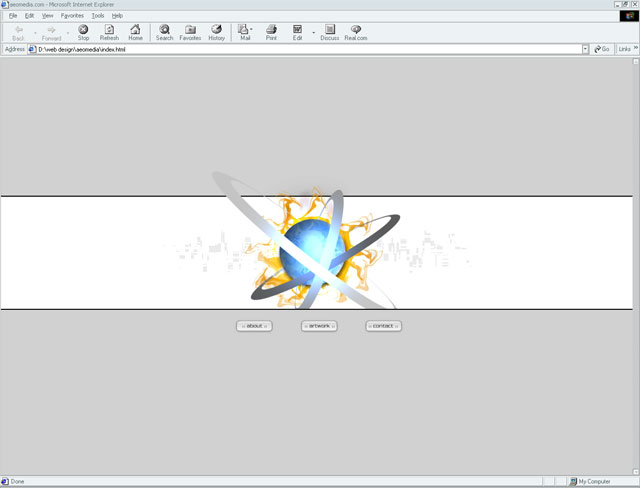 aeomedia.com - Microsoft Internet Explorer
File Edit View Favorites Tools Help
Back Forward Stop Refresh Home Search Favorites History Mail Print Edit Discuss Real.com
Address D:\web design\aeomedia\index.html Go Links »
:: about :: :: artwork :: :: contact ::
Done My Computer